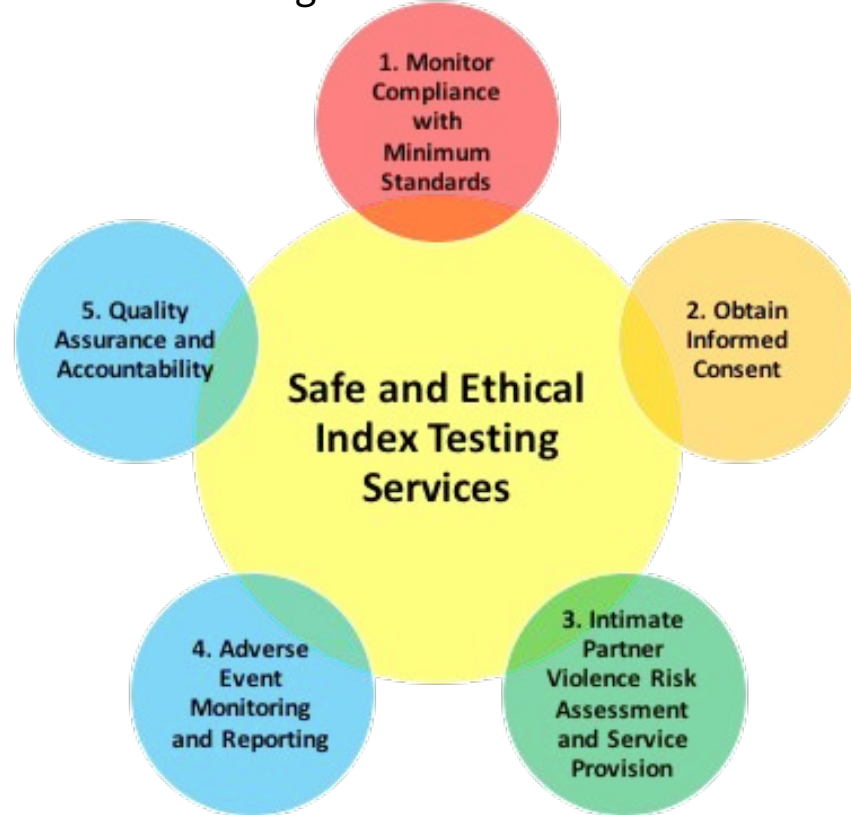 1. Monitor
Compliance
with
Minimum
Standards
2. Obtain
Informed
Consent
3. Intimate
Partner
Violence Risk
Assessment
and Service
Provision
4. Adverse
Event
Monitoring
and Reporting
5. Quality
Assurance and
Accountability
Safe and Ethical
Index Testing
Services